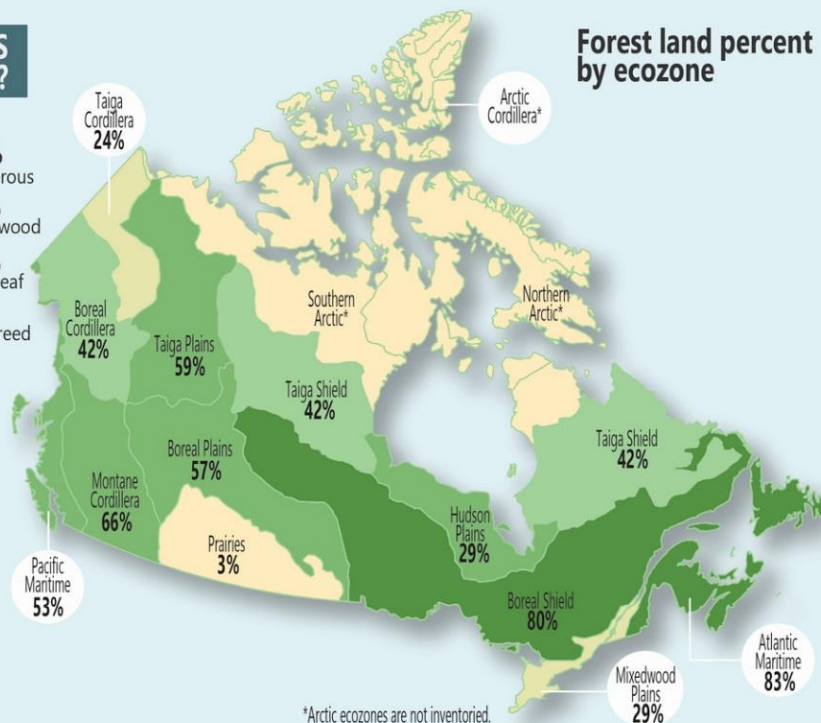 S
?
Forest land percent
by ecozone
rous
wood
eaf
reed
Taiga
Cordillera
24%
Arctic
Cordillera*
Boreal
Cordillera
42%
Taiga Plains
59%
Southern
Arctic*
Northern
Arctic*
Taiga Shield
42%
Taiga Shield
42%
Boreal Plains
57%
Montane
Cordillera
66%
Hudson
Plains
29%
Prairies
3%
Pacific
Maritime
53%
Boreal Shield
80%
Atlantic
Maritime
83%
Mixedwood
Plains
29%
*Arctic ecozones are not inventoried.